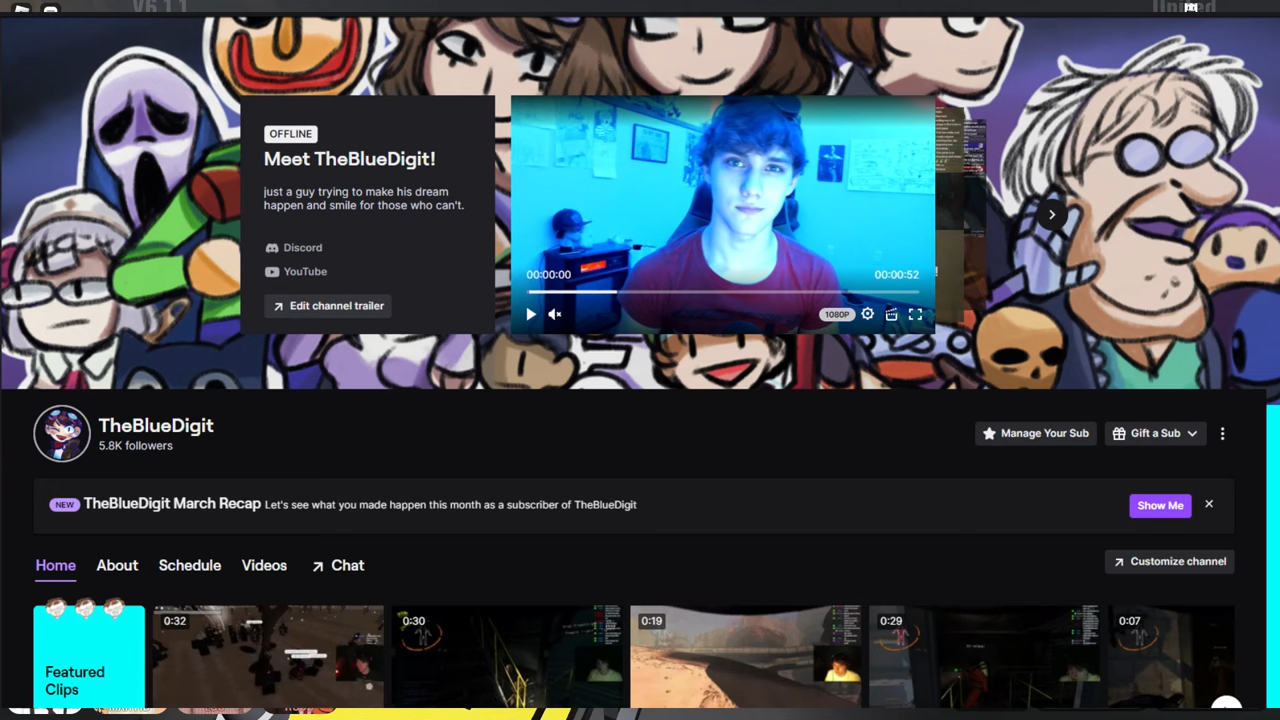 V6.1.1
OFFLINE
Meet TheBlueDigit!
just a guy trying to make his dream
happen and smile for those who can't.
Discord
YouTube
Edit channel trailer
00:00:00
00:00:52
1080P
TheBlueDigit
5.8K followers
Manage Your Sub
Gift a Sub
NEW TheBlueDigit March Recap Let's see what you made happen this month as a subscriber of TheBlueDigit
Show Me
Home About Schedule Videos Chat
Customize channel
Featured
Clips
0:32
0:30
0:19
0:29
0:07